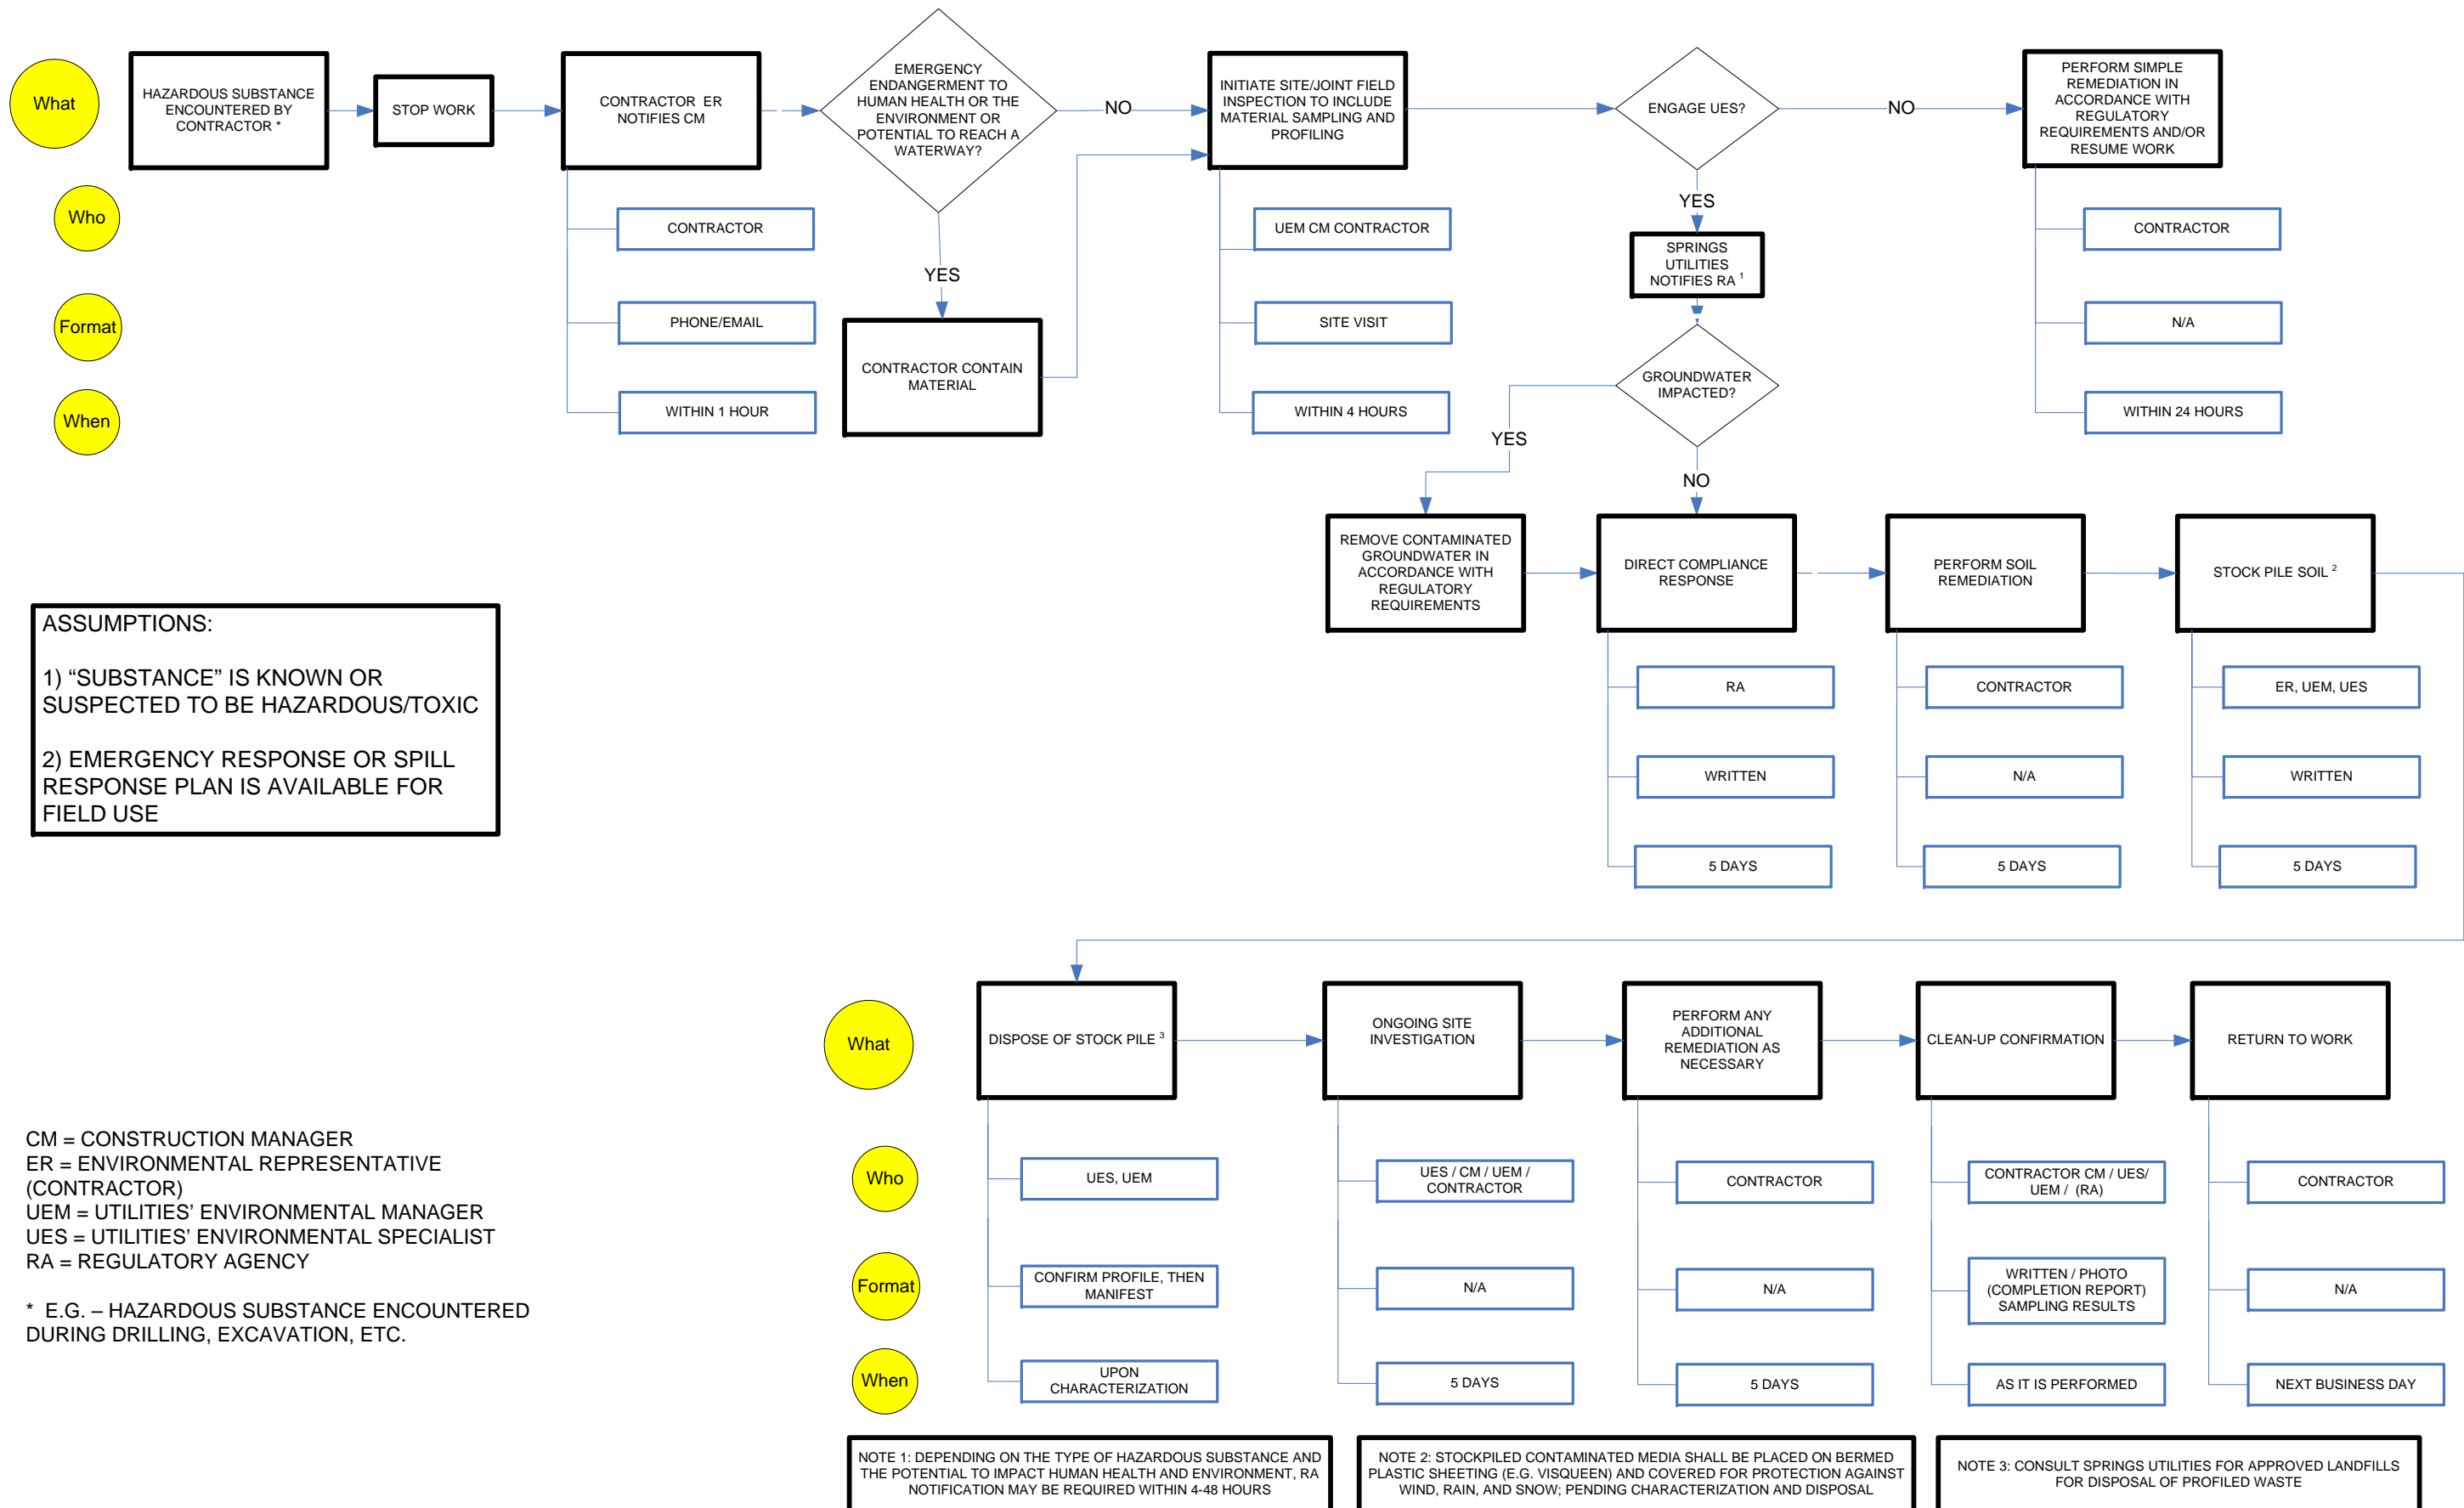 What
HAZARDOUS SUBSTANCE
ENCOUNTERED BY
CONTRACTOR *
STOP WORK
CONTRACTOR  ER
NOTIFIES CM
EMERGENCY
ENDANGERMENT TO
HUMAN HEALTH OR THE
ENVIRONMENT OR
POTENTIAL TO REACH A
WATERWAY?
NO
INITIATE SITE/JOINT FIELD
INSPECTION TO INCLUDE
MATERIAL SAMPLING AND
PROFILING
ENGAGE UES?
NO
PERFORM SIMPLE
REMEDIATION IN
ACCORDANCE WITH
REGULATORY
REQUIREMENTS AND/OR
RESUME WORK
Who
CONTRACTOR
UEM CM CONTRACTOR
YES
CONTRACTOR
YES
SPRINGS
UTILITIES
NOTIFIES RA 1
Format
PHONE/EMAIL
SITE VISIT
N/A
CONTRACTOR CONTAIN
MATERIAL
GROUNDWATER
IMPACTED?
When
WITHIN 1 HOUR
WITHIN 4 HOURS
WITHIN 24 HOURS
YES
NO
REMOVE CONTAMINATED
GROUNDWATER IN
ACCORDANCE WITH
REGULATORY
REQUIREMENTS
DIRECT COMPLIANCE
RESPONSE
PERFORM SOIL
REMEDIATION
STOCK PILE SOIL 2
ASSUMPTIONS:
1) “SUBSTANCE” IS KNOWN OR
SUSPECTED TO BE HAZARDOUS/TOXIC
2) EMERGENCY RESPONSE OR SPILL
RESPONSE PLAN IS AVAILABLE FOR
FIELD USE
RA
CONTRACTOR
ER, UEM, UES
WRITTEN
N/A
WRITTEN
5 DAYS
5 DAYS
5 DAYS
What
DISPOSE OF STOCK PILE 3
ONGOING SITE
INVESTIGATION
PERFORM ANY
ADDITIONAL
REMEDIATION AS
NECESSARY
CLEAN-UP CONFIRMATION
RETURN TO WORK
CM = CONSTRUCTION MANAGER
ER = ENVIRONMENTAL REPRESENTATIVE
(CONTRACTOR)
UEM = UTILITIES’ ENVIRONMENTAL MANAGER
UES = UTILITIES’ ENVIRONMENTAL SPECIALIST
RA = REGULATORY AGENCY
* E.G. – HAZARDOUS SUBSTANCE ENCOUNTERED
DURING DRILLING, EXCAVATION, ETC.
Who
UES, UEM
UES / CM / UEM /
CONTRACTOR
CONTRACTOR
CONTRACTOR CM / UES/
UEM /  (RA)
CONTRACTOR
Format
CONFIRM PROFILE, THEN
MANIFEST
N/A
N/A
WRITTEN / PHOTO
(COMPLETION REPORT)
SAMPLING RESULTS
N/A
When
UPON
CHARACTERIZATION
5 DAYS
5 DAYS
AS IT IS PERFORMED
NEXT BUSINESS DAY
NOTE 1: DEPENDING ON THE TYPE OF HAZARDOUS SUBSTANCE AND
THE POTENTIAL TO IMPACT HUMAN HEALTH AND ENVIRONMENT, RA
NOTIFICATION MAY BE REQUIRED WITHIN 4-48 HOURS
NOTE 2: STOCKPILED CONTAMINATED MEDIA SHALL BE PLACED ON BERMED
PLASTIC SHEETING (E.G. VISQUEEN) AND COVERED FOR PROTECTION AGAINST
WIND, RAIN, AND SNOW; PENDING CHARACTERIZATION AND DISPOSAL
NOTE 3: CONSULT SPRINGS UTILITIES FOR APPROVED LANDFILLS
FOR DISPOSAL OF PROFILED WASTE